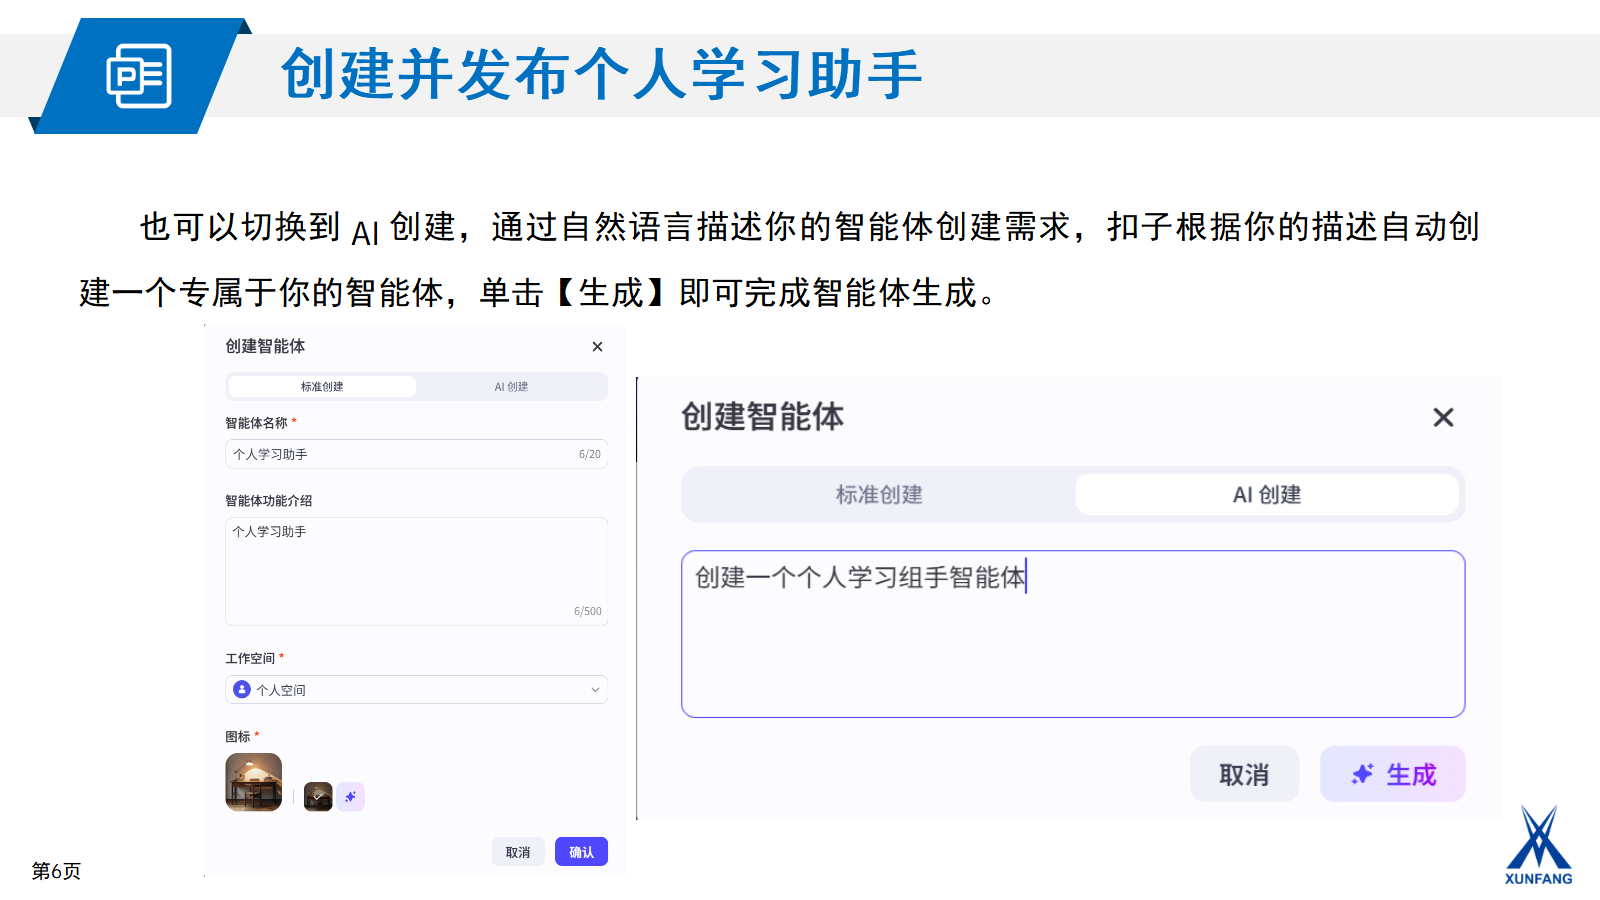 创建并发布个人学习助手
也可以切换到 AI 创建，通过自然语言描述你的智能体创建需求，扣子根据你的描述自动创
建一个专属于你的智能体，单击【生成】即可完成智能体生成。
创建智能体
标准创建 AI 创建
智能体名称 *
个人学习助手 6/20
智能体功能介绍
个人学习助手
6/500
工作空间 *
个人空间
图标 *
取消 确认
创建智能体
标准创建 AI 创建
创建一个个人学习组手智能体
取消 生成
第6页
XUNFANG